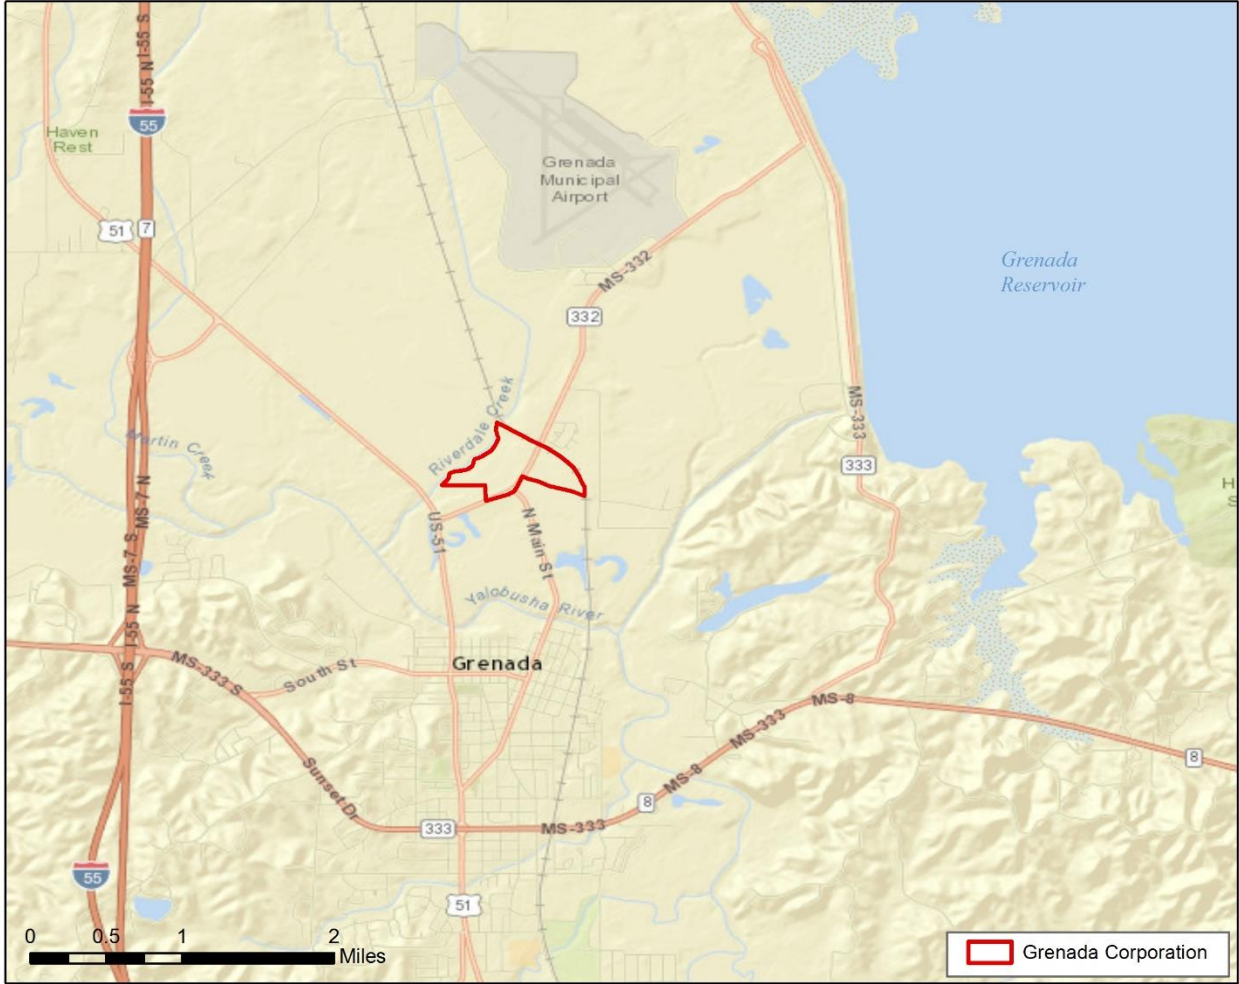 I-55 S
I-55 N
55
Haven
Rest
51
7
Grenada
Municipal
Airport
MS-332
332
Grenada
Reservoir
Riverdale Creek
Martin Creek
MS-333
333
MS-7 N
MS-7 S
US-51
N Main St
Yalobusha River
I-55 N
I-55 S
MS-333 S
South St
Grenada
MS-8
MS-333
MS-8
8
8
Sunset Dr
333
MS-333
55
51
0 0.5 1 2
Miles
Grenada Corporation